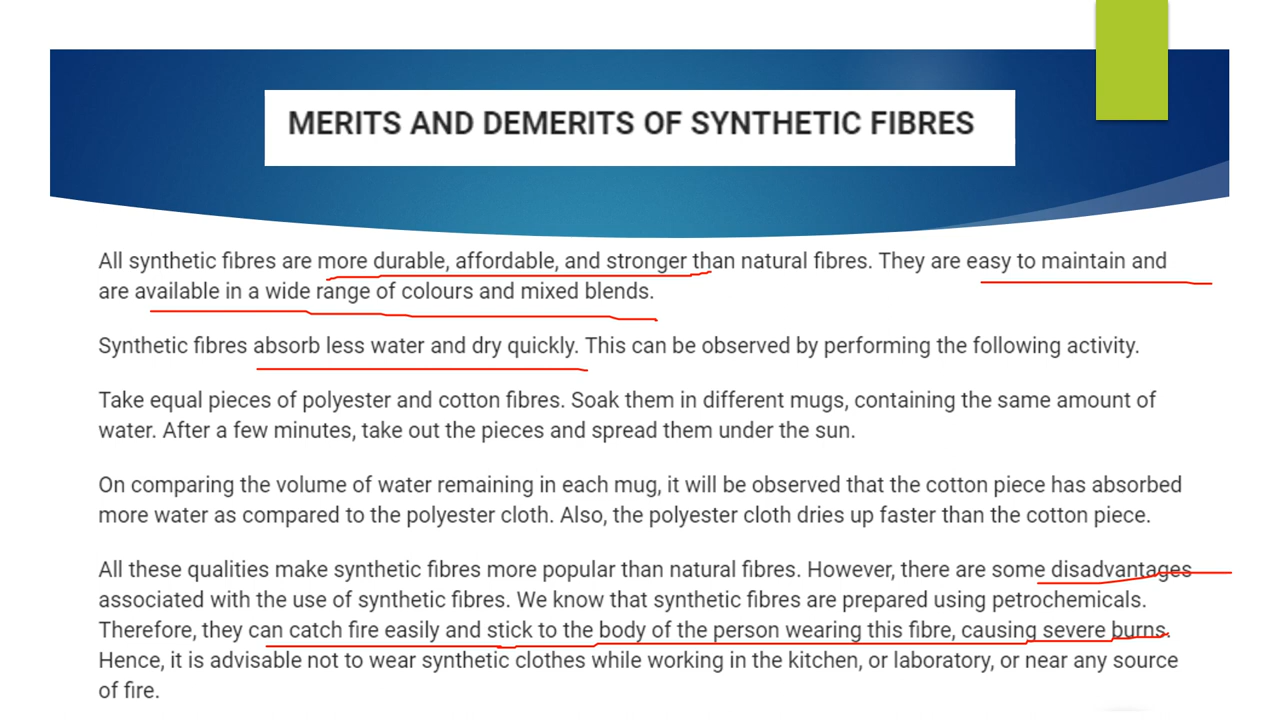 MERITS AND DEMERITS OF SYNTHETIC FIBRES
All synthetic fibres are more durable, affordable, and stronger than natural fibres. They are easy to maintain and
are available in a wide range of colours and mixed blends.
Synthetic fibres absorb less water and dry quickly. This can be observed by performing the following activity.
Take equal pieces of polyester and cotton fibres. Soak them in different mugs, containing the same amount of
water. After a few minutes, take out the pieces and spread them under the sun.
On comparing the volume of water remaining in each mug, it will be observed that the cotton piece has absorbed
more water as compared to the polyester cloth. Also, the polyester cloth dries up faster than the cotton piece.
All these qualities make synthetic fibres more popular than natural fibres. However, there are some disadvantages
associated with the use of synthetic fibres. We know that synthetic fibres are prepared using petrochemicals.
Therefore, they can catch fire easily and stick to the body of the person wearing this fibre, causing severe burns.
Hence, it is advisable not to wear synthetic clothes while working in the kitchen, or laboratory, or near any source
of fire.